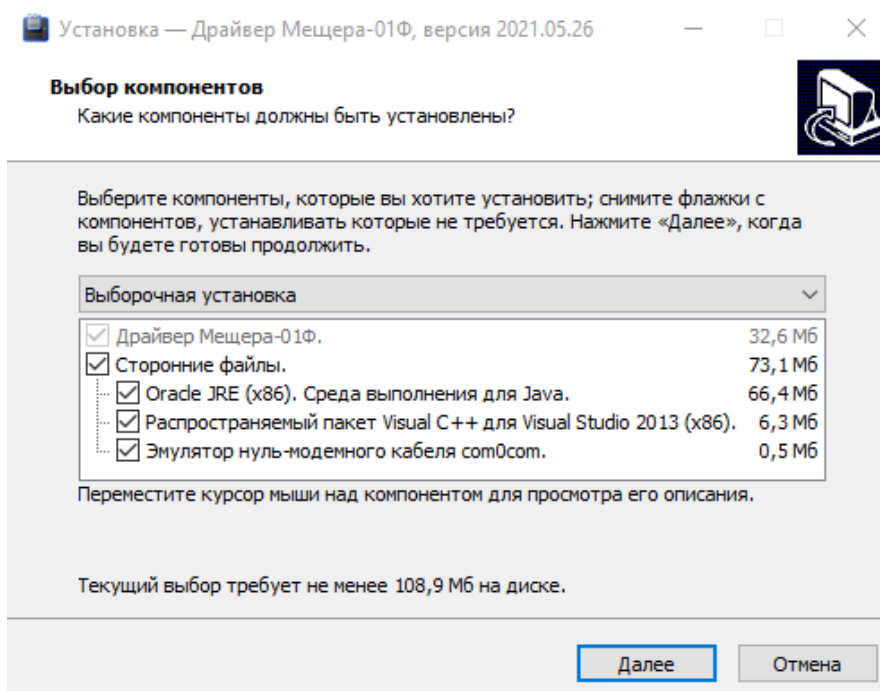 Установка — Драйвер Мещера-01Ф, версия 2021.05.26
Выбор компонентов
Какие компоненты должны быть установлены?
Выберите компоненты, которые вы хотите установить; снимите флажки с
компонентов, устанавливать которые не требуется. Нажмите «Далее», когда
вы будете готовы продолжить.
Выборочная установка
Драйвер Мещера-01Ф. 32,6 Мб
Сторонние файлы. 73,1 Мб
Oracle JRE (x86). Среда выполнения для Java. 66,4 Мб
Распространяемый пакет Visual C++ для Visual Studio 2013 (x86). 6,3 Мб
Эмулятор нуль-модемного кабеля com0com. 0,5 Мб
Переместите курсор мыши над компонентом для просмотра его описания.
Текущий выбор требует не менее 108,9 Мб на диске.
Далее Отмена